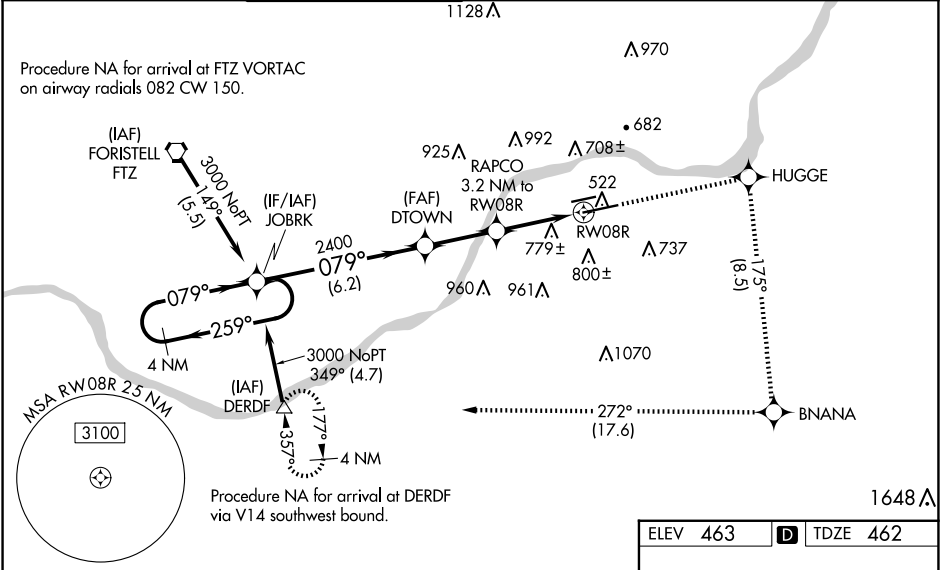 1128
970
Procedure NA for arrival at FTZ VORTAC
on airway radials 082 CW 150.
682
(IAF)
FORISTELL
FTZ
3000 NoPT
149°
(5.5)
925
992
708±
RAPCO
3.2 NM to
RW08R
522
HUGGE
(IF/IAF)
JOBRK
(FAF)
DTOWN
RW08R
2400
079°
(6.2)
779±
737
800±
960
961
079°
259°
4 NM
175°
(8.5)
3000 NoPT
349° (4.7)
1070
(IAF)
DERDF
177°
357°
4 NM
272°
(17.6)
BNANA
MSA RW08R 25 NM
3100
Procedure NA for arrival at DERDF
via V14 southwest bound.
1648
ELEV 463 D TDZE 462